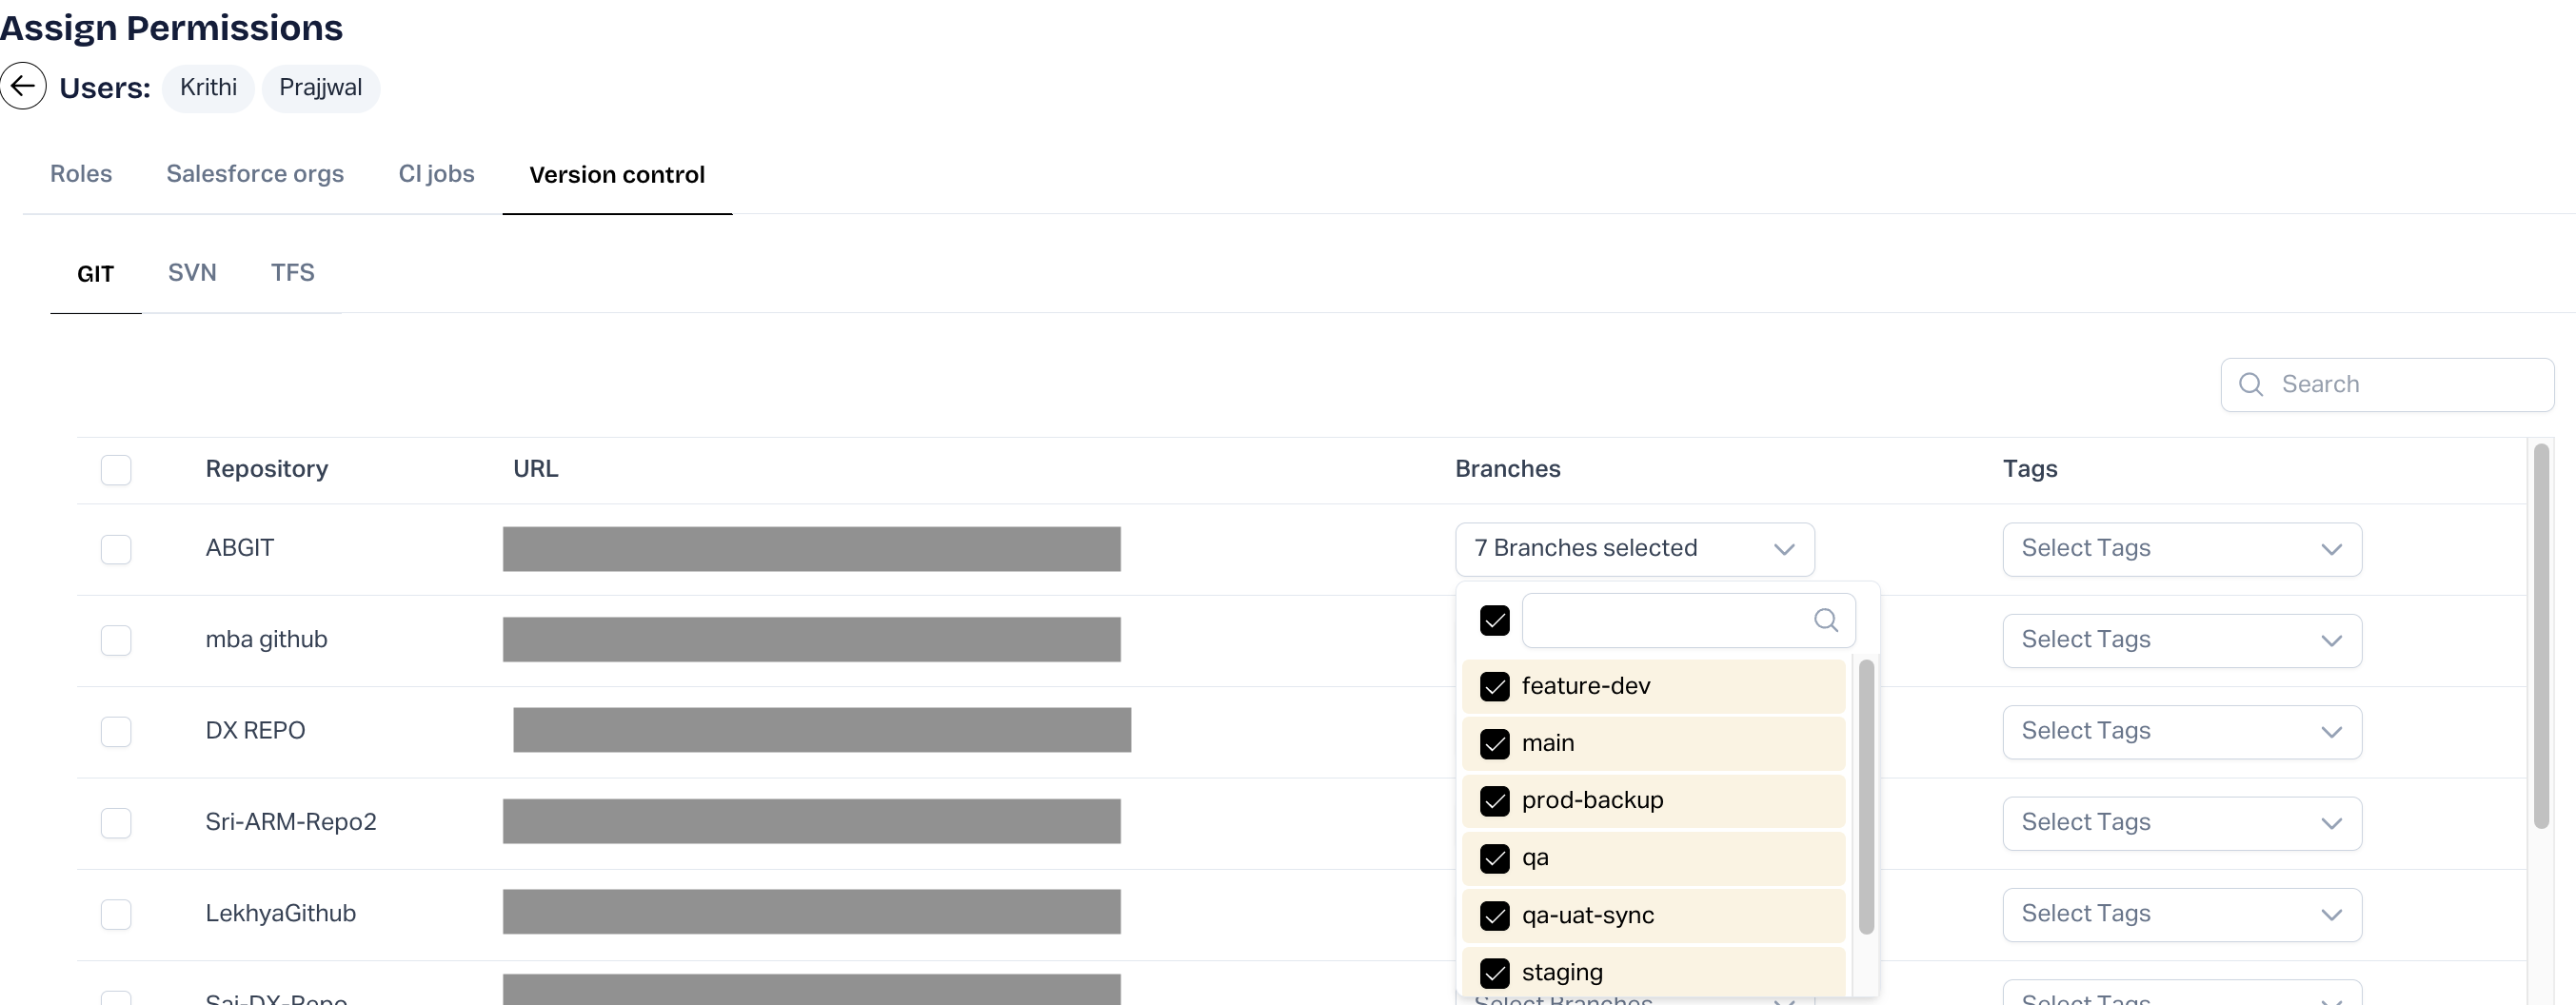 Assign Permissions
Users: Krithi Prajjwal
Roles Salesforce orgs CI jobs Version control
GIT SVN TFS
Search
Repository URL Branches Tags
ABGIT 7 Branches selected Select Tags
mba github Select Tags
feature-dev
DX REPO Select Tags
main
prod-backup
Sri-ARM-Repo2 Select Tags
qa
LekhyaGithub qa-uat-sync Select Tags
staging
Sai-DX-Repo Select Branches Select Tags